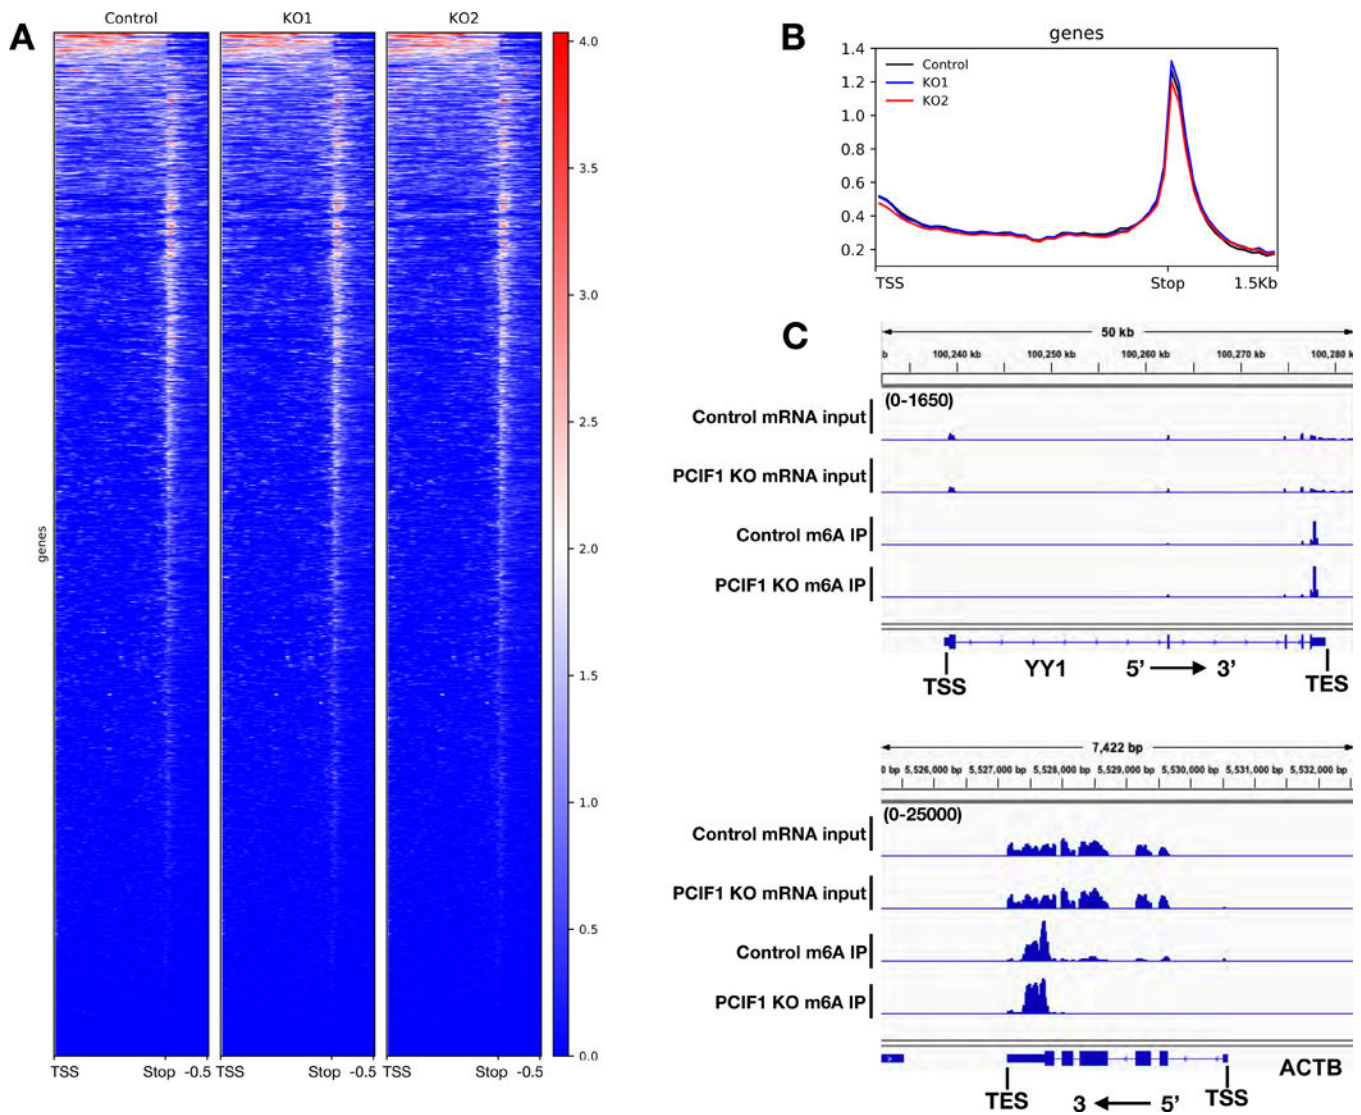 A
Control
KO1
KO2
4.0
3.5
3.0
2.5
2.0
1.5
1.0
0.5
0.0
genes
TSS
Stop
-0.5
TSS
Stop
-0.5
TSS
Stop
-0.5
B
genes
1.4
1.2
1.0
0.8
0.6
0.4
0.2
Control
KO1
KO2
TSS
Stop
1.5Kb
C
50 kb
b 100,240 kb 100,250 kb 100,260 kb 100,270 kb 100,280 k
(0-1650)
Control mRNA input
PCIF1 KO mRNA input
Control m6A IP
PCIF1 KO m6A IP
TSS
YY1
5' 3'
TES
7,422 bp
0 bp 5,526,000 bp 5,527,000 bp 5,528,000 bp 5,529,000 bp 5,530,000 bp 5,531,000 bp 5,532,000 bp
(0-25000)
Control mRNA input
PCIF1 KO mRNA input
Control m6A IP
PCIF1 KO m6A IP
ACTB
TES
3 5'
TSS